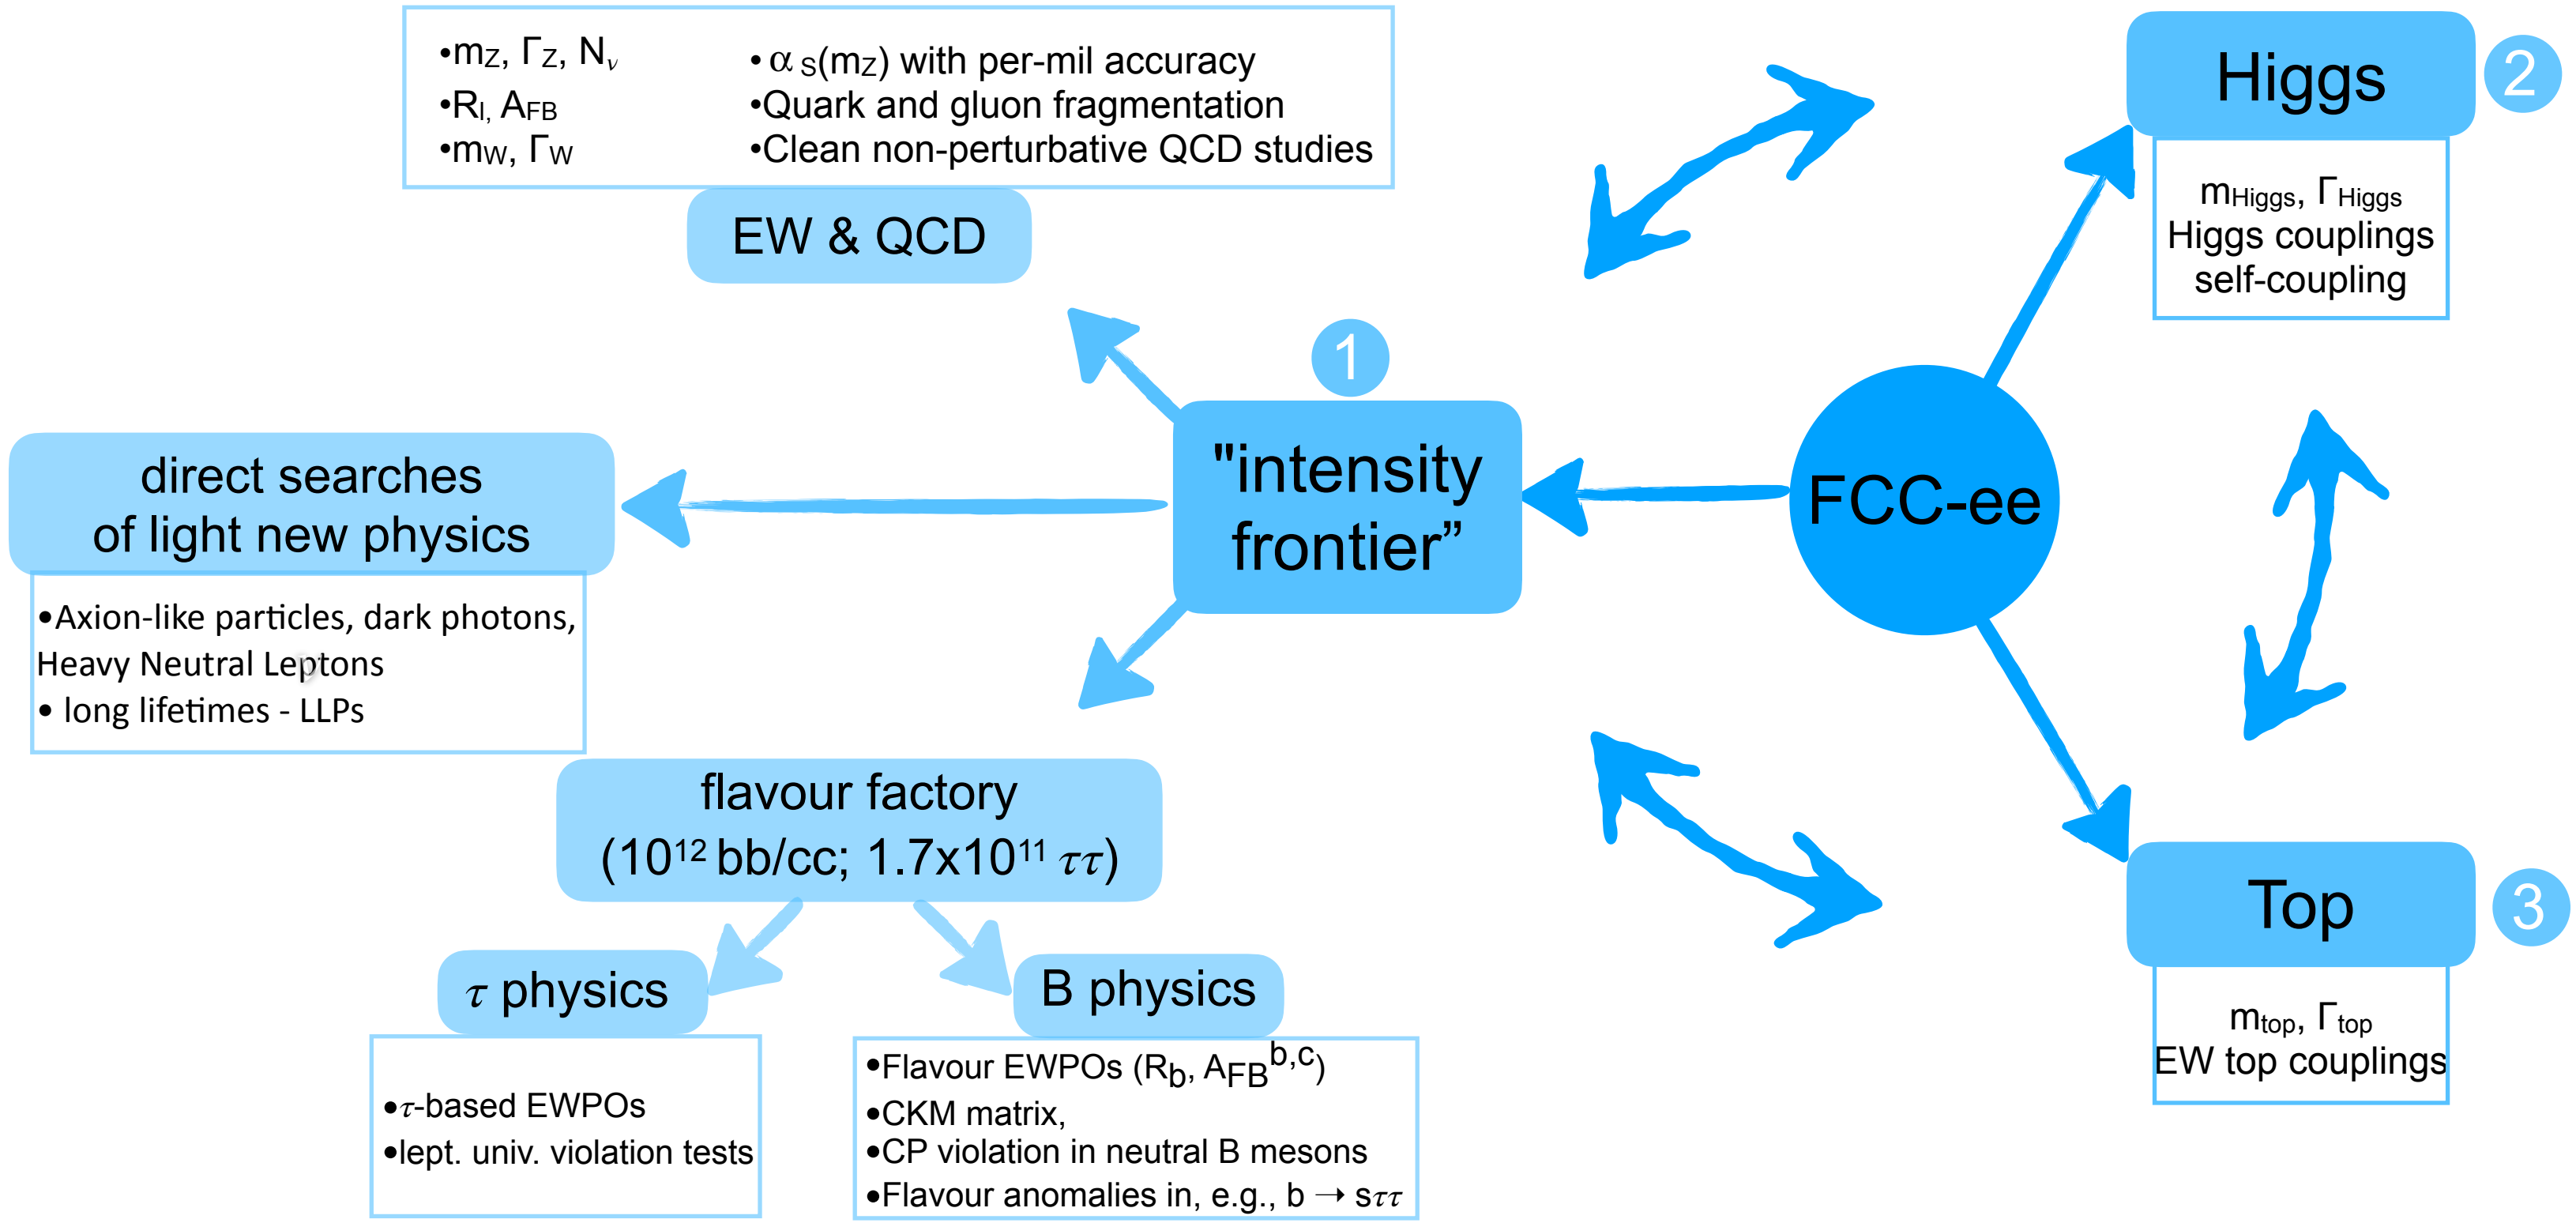 •mZ, ΓZ, Nν
•Rl, AFB
•mW, ΓW
• αS(mZ) with per-mil accuracy
•Quark and gluon fragmentation
•Clean non-perturbative QCD studies
EW & QCD
Higgs
2
mHiggs, ΓHiggs
Higgs couplings
self-coupling
1
"intensity
frontier”
FCC-ee
direct searches
of light new physics
•Axion-like particles, dark photons,
Heavy Neutral Leptons
• long lifetimes - LLPs
flavour factory
(10¹² bb/cc; 1.7x10¹¹ ττ)
τ physics
•τ-based EWPOs
•lept. univ. violation tests
B physics
•Flavour EWPOs (Rb, AFBb,c)
•CKM matrix,
•CP violation in neutral B mesons
•Flavour anomalies in, e.g., b → sττ
Top
3
mtop, Γtop
EW top couplings